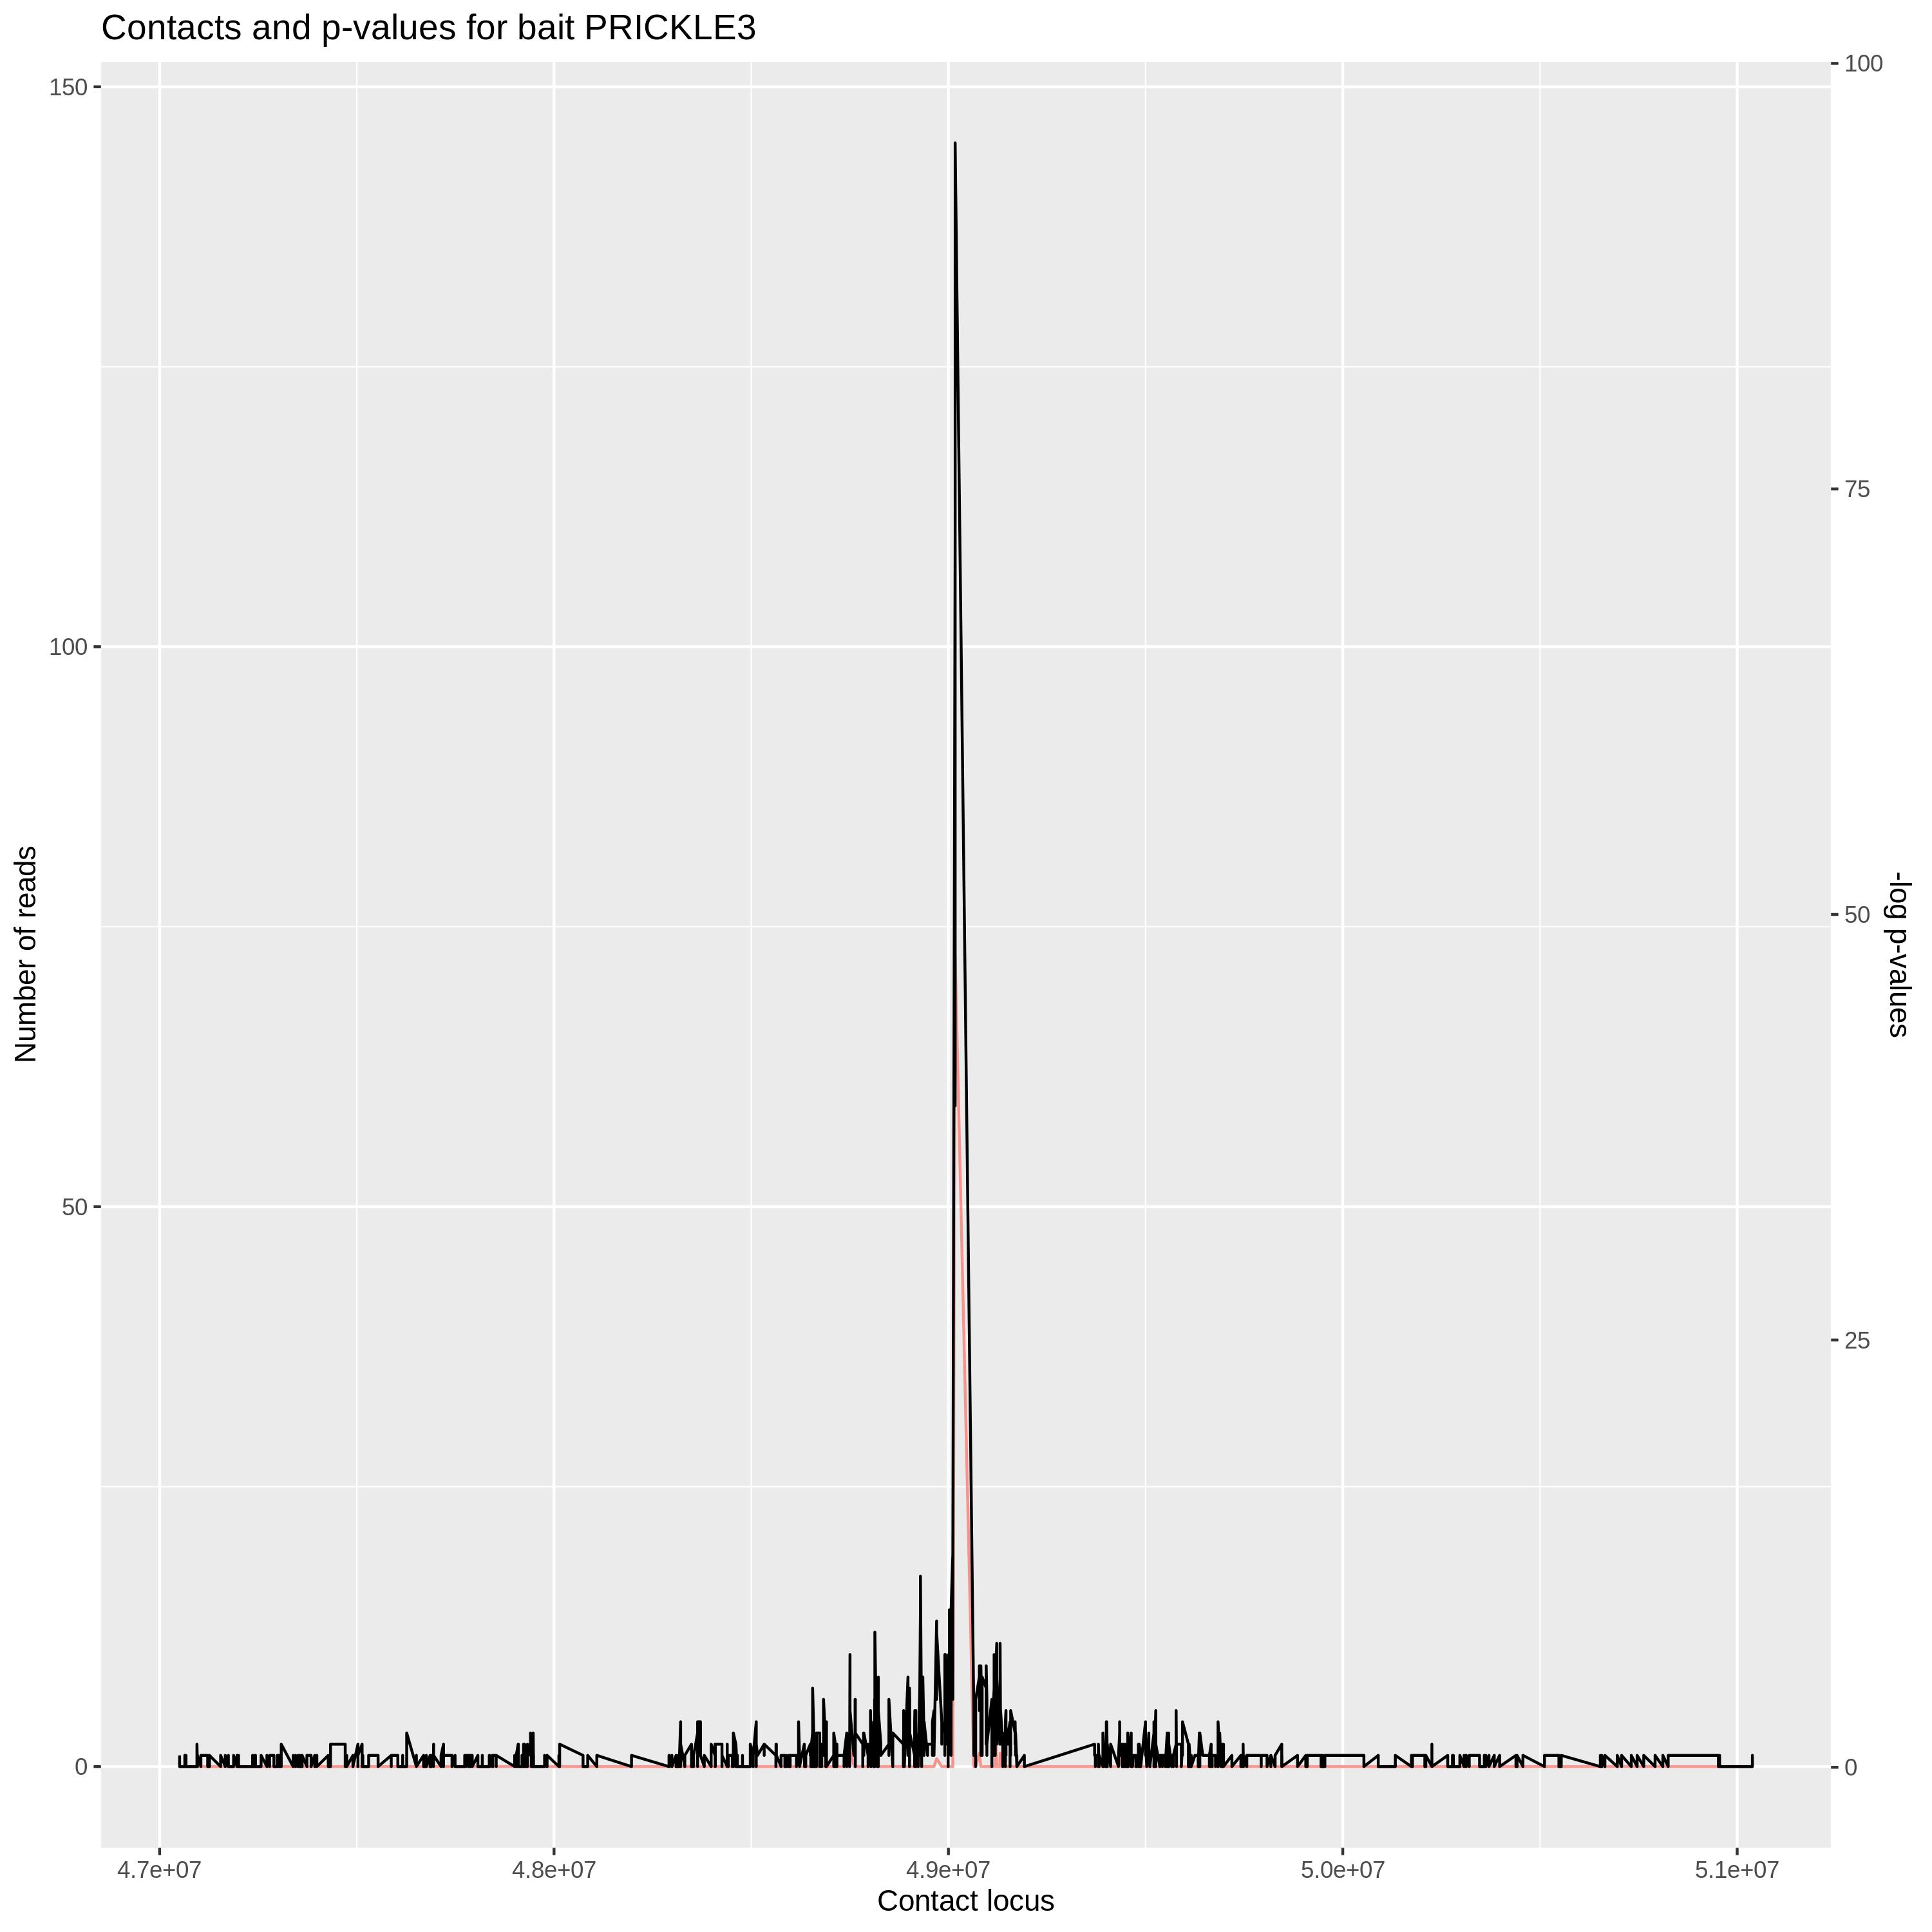 Contacts and p-values for bait PRICKLE3
150
100
50
0
Number of reads
100
75
50
25
0
-log p-values
4.7e+07
4.8e+07
4.9e+07
5.0e+07
5.1e+07
Contact locus